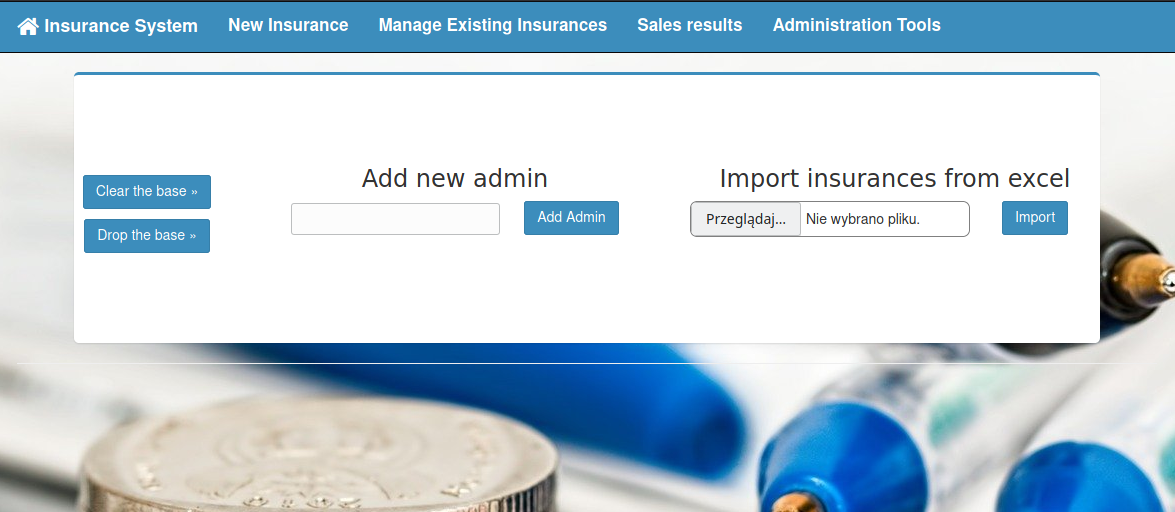 Insurance System New Insurance Manage Existing Insurances Sales results Administration Tools
Clear the base »
Drop the base »
Add new admin
Add Admin
Import insurances from excel
Przeglądaj... Nie wybrano pliku. Import